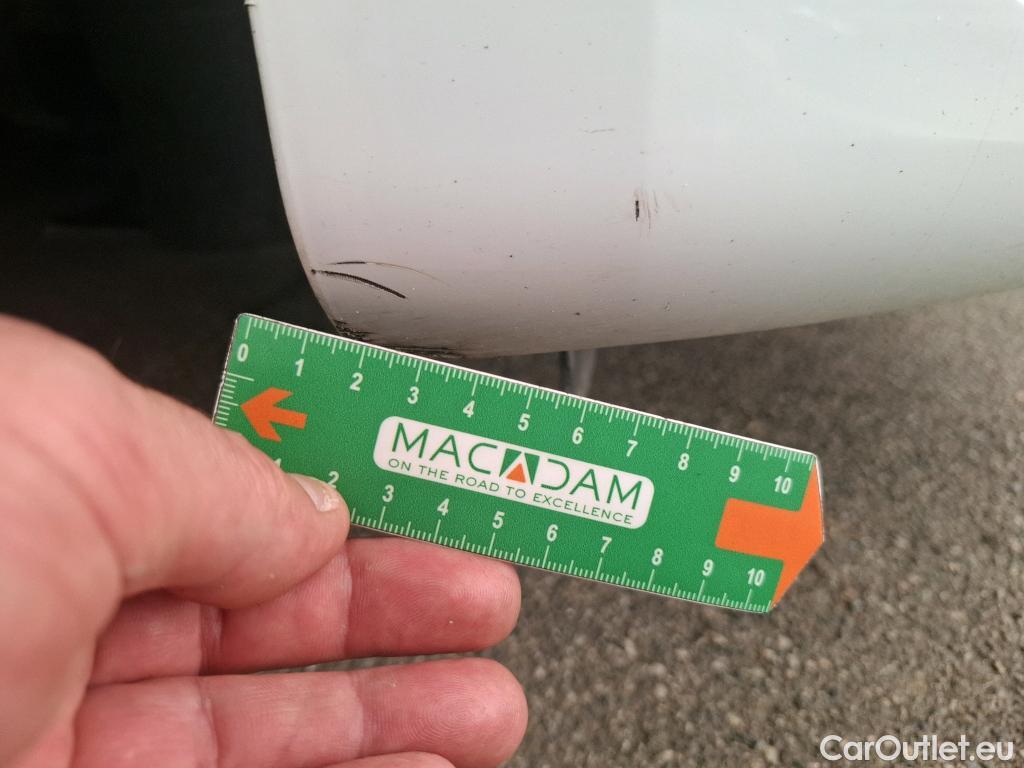 0 1 2 3 4 5 6 7 8 9 10
MACADAM
ON THE ROAD TO EXCELLENCE
1 2 3 4 5 6 7 8 9 10
CarOutlet.eu